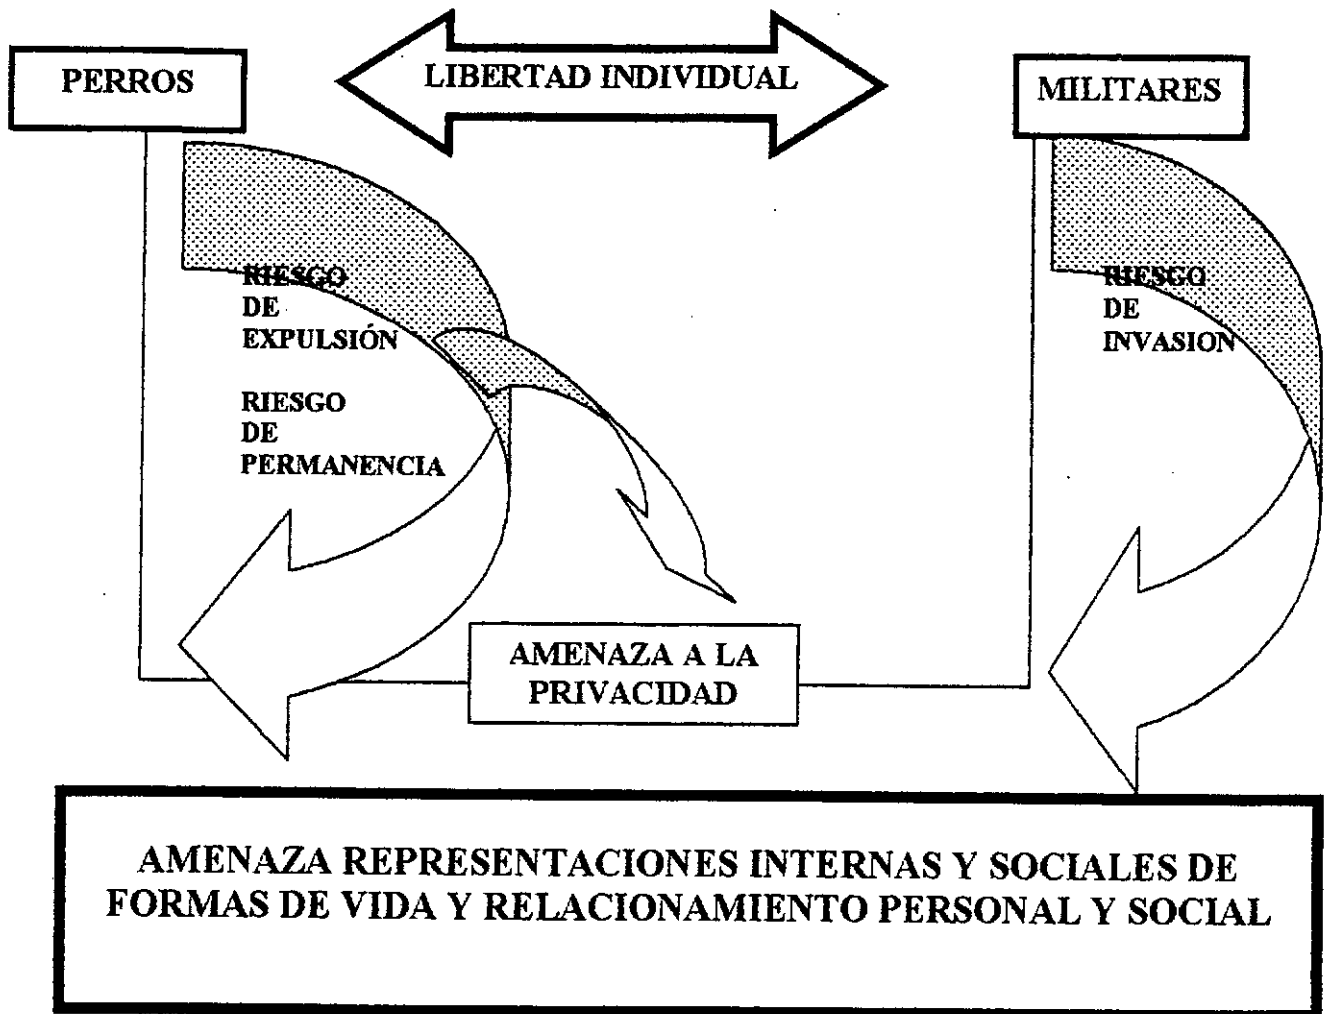 PERROS
LIBERTAD INDIVIDUAL
MILITARES
RIESGO
DE
EXPULSIÓN
RIESGO
DE
PERMANENCIA
RIESGO
DE
INVASION
AMENAZA A LA
PRIVACIDAD
AMENAZA REPRESENTACIONES INTERNAS Y SOCIALES DE
FORMAS DE VIDA Y RELACIONAMIENTO PERSONAL Y SOCIAL